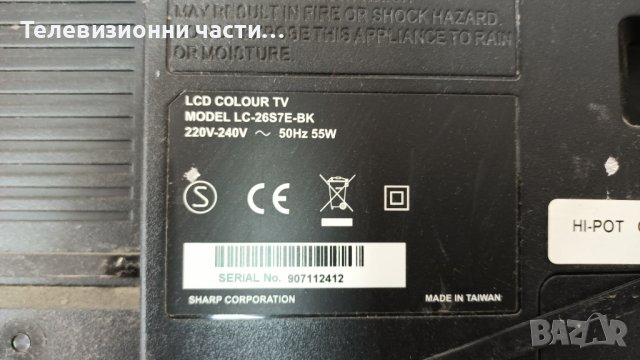 MAY RESULT IN FIRE OR SHOCK HAZARD.
Телевизионни части
THIS APPLIANCE TO RAIN
OR MOISTURE.
LCD COLOUR TV
MODEL LC-26S7E-BK
220V-240V ~ 50Hz 55W
S
CE
SERIAL No. 907112412
SHARP CORPORATION
MADE IN TAIWAN
HI-POT
BAZAR